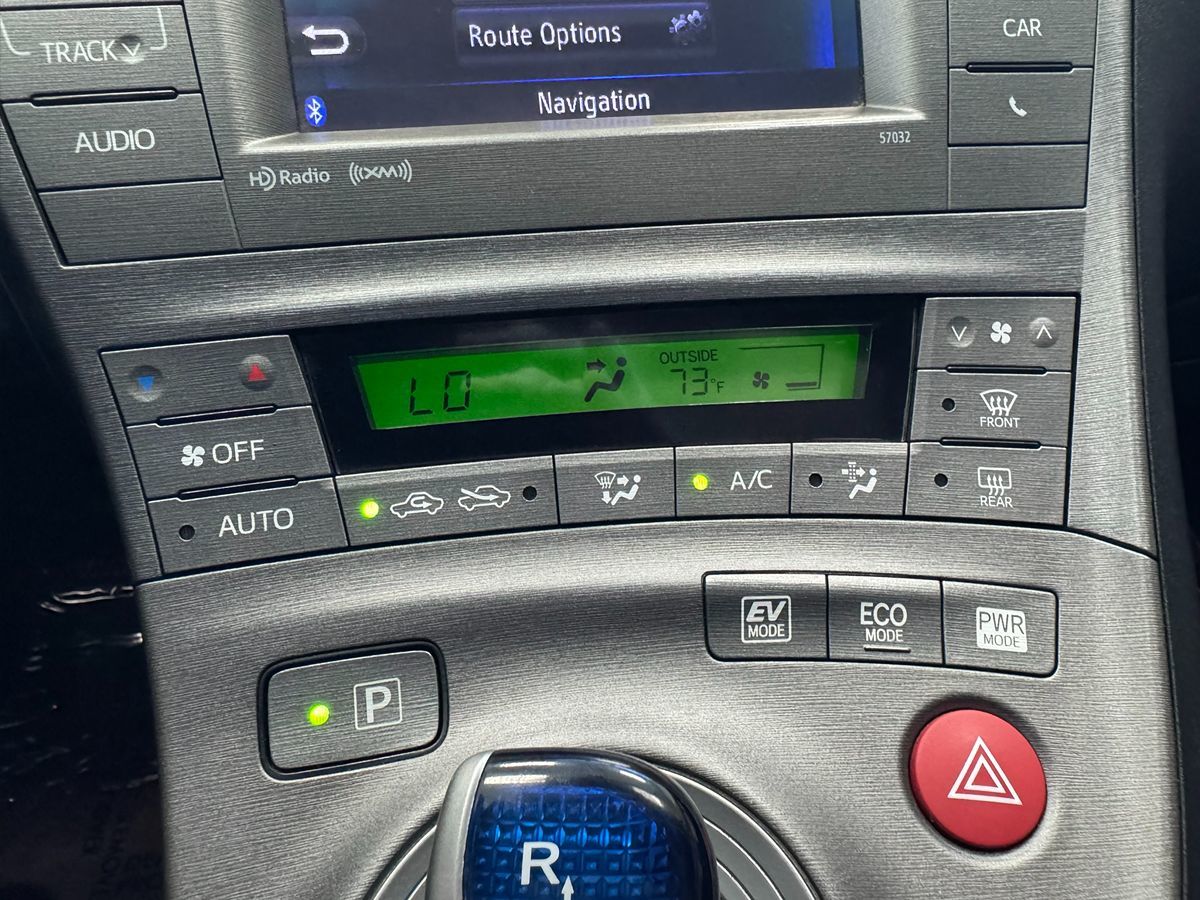 Route Options
CAR
TRACK
Navigation
AUDIO
57032
HD Radio
((XM))
OUTSIDE
LO
73°F
OFF
FRONT
A/C
AUTO
REAR
EV
MODE
ECO
MODE
PWR
MODE
P
R